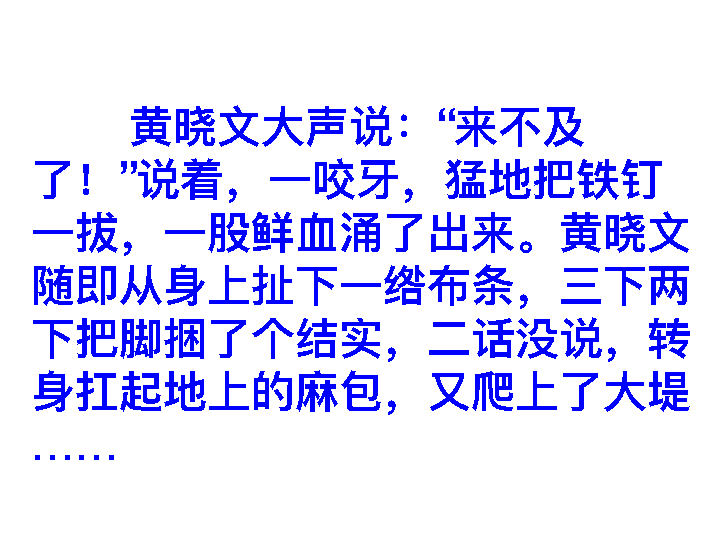 黄晓文大声说：“来不及
了！”说着，一咬牙，猛地把铁钉
一拔，一股鲜血涌了出来。黄晓文
随即从身上扯下一绺布条，三下两
下把脚捆了个结实，二话没说，转
身扛起地上的麻包，又爬上了大堤
……